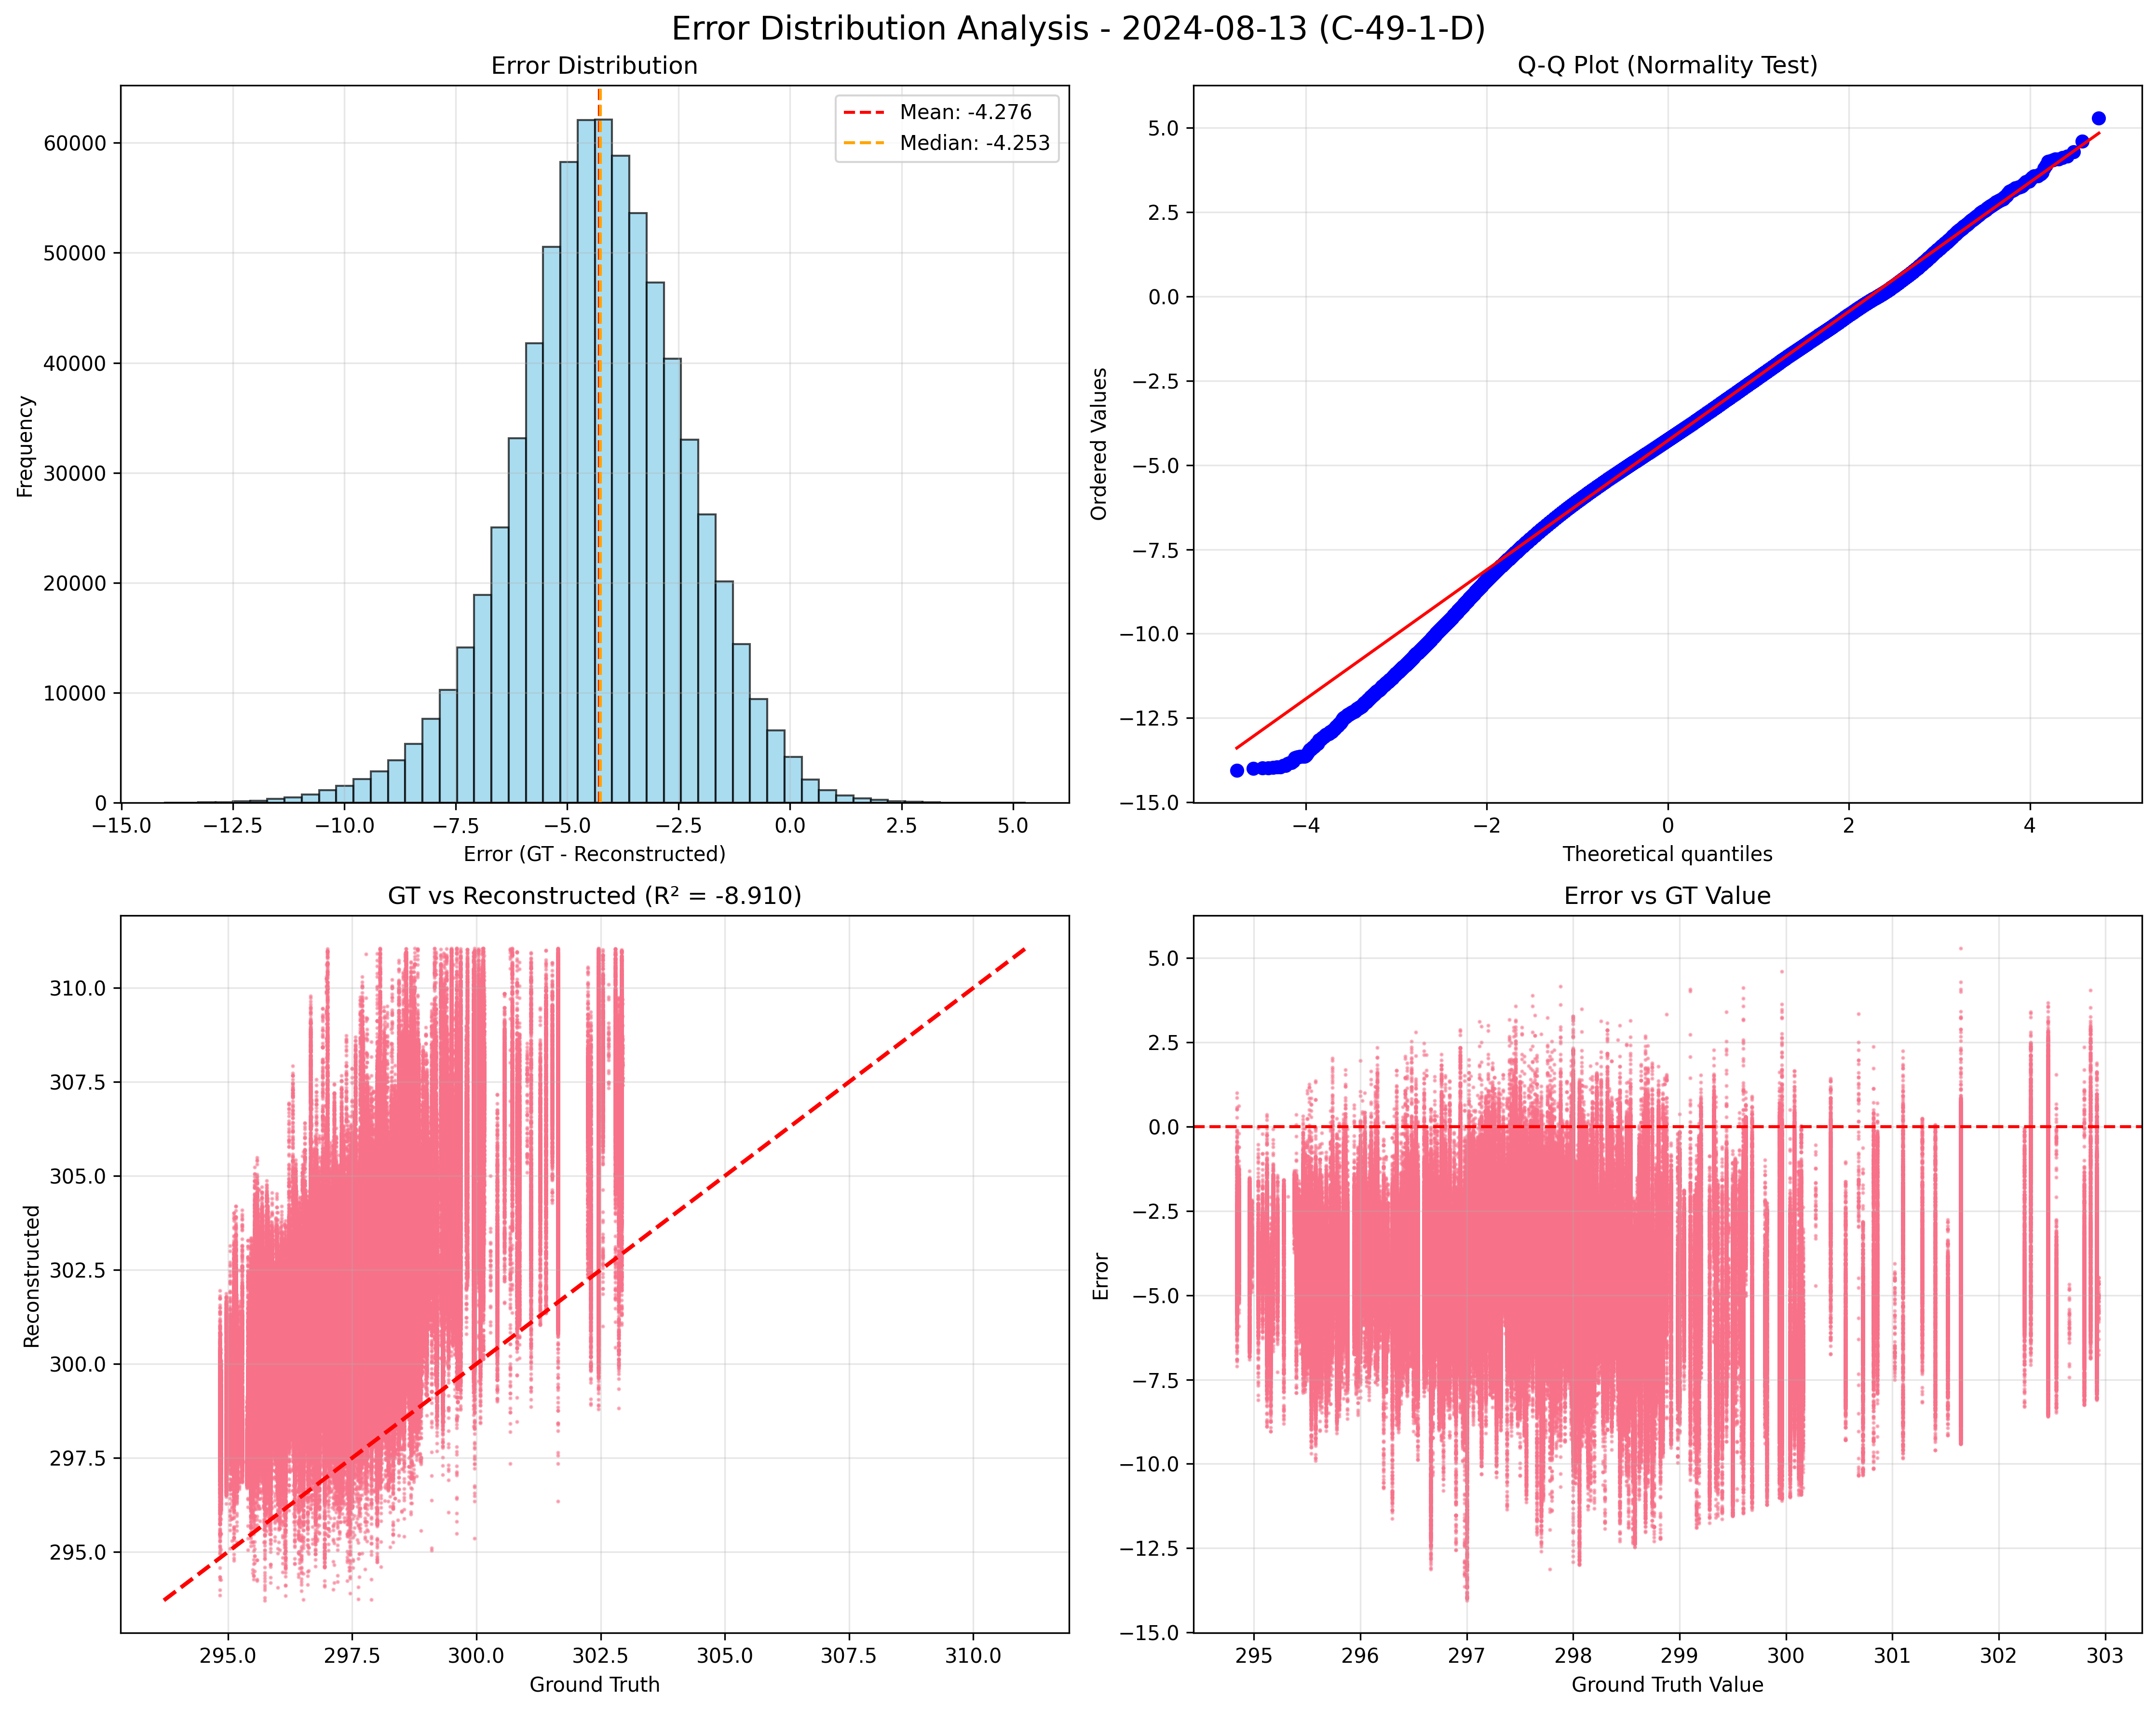 Error Distribution Analysis - 2024-08-13 (C-49-1-D)
Error Distribution
Mean: -4.276
Median: -4.253
Frequency
60000
50000
40000
30000
20000
10000
0
−15.0 −12.5 −10.0 −7.5 −5.0 −2.5 0.0 2.5 5.0
Error (GT - Reconstructed)
Q-Q Plot (Normality Test)
Ordered Values
5.0
2.5
0.0
−2.5
−5.0
−7.5
−10.0
−12.5
−15.0
−4 −2 0 2 4
Theoretical quantiles
GT vs Reconstructed (R² = -8.910)
Reconstructed
310.0
307.5
305.0
302.5
300.0
297.5
295.0
295.0 297.5 300.0 302.5 305.0 307.5 310.0
Ground Truth
Error vs GT Value
Error
5.0
2.5
0.0
−2.5
−5.0
−7.5
−10.0
−12.5
−15.0
295 296 297 298 299 300 301 302 303
Ground Truth Value